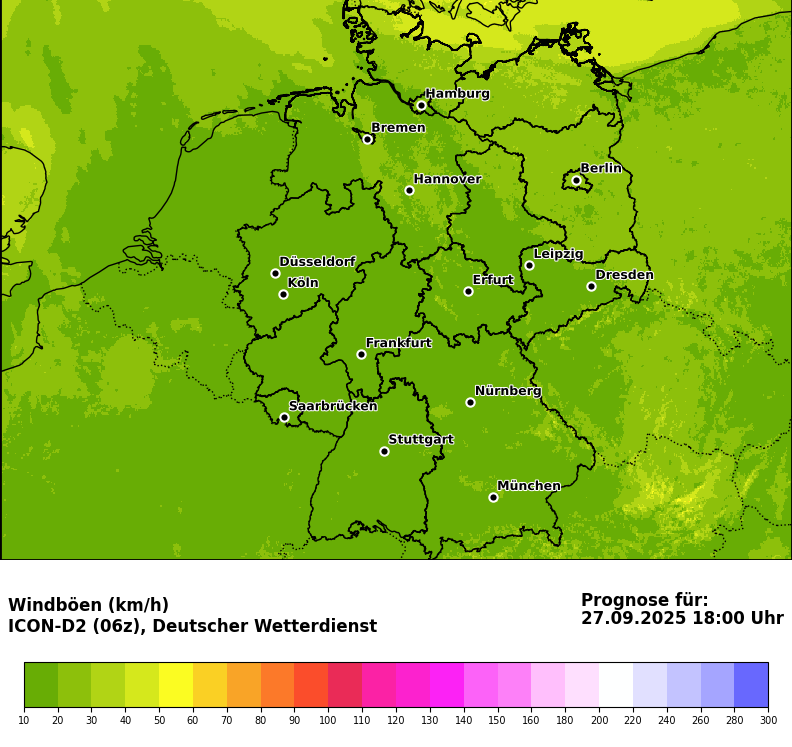 Hamburg
Bremen
Berlin
Hannover
Leipzig
Düsseldorf
Dresden
Köln
Erfurt
Frankfurt
Nürnberg
Saarbrücken
Stuttgart
München
Windböen (km/h)
ICON-D2 (06z), Deutscher Wetterdienst
Prognose für:
27.09.2025 18:00 Uhr
10 20 30 40 50 60 70 80 90 100 110 120 130 140 150 160 180 200 220 240 260 280 300